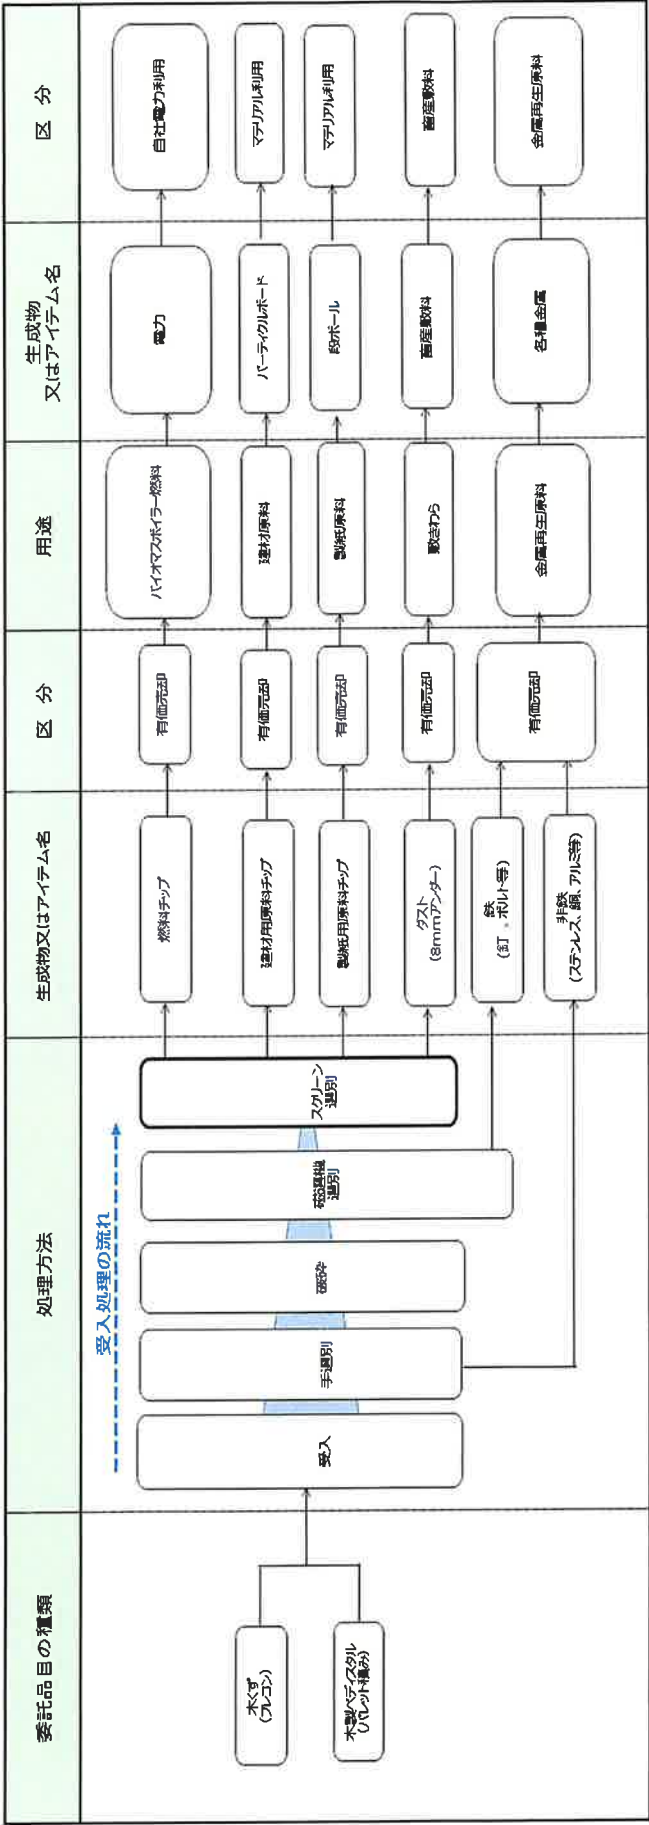 委託品目の種類
処理方法
生成物又はアイテム名
区 分
用途
生成物
又はアイテム名
区 分
受入処理の流れ
木くず
(フレコン)
木製ペディスタル
(パレット積み)
受入
手選別
破砕
磁選機
選別
スクリーン
選別
燃料チップ
有価売却
バイオマスボイラー燃料
電力
自社電力利用
建材用原料チップ
有価売却
建材原料
パーティクルボード
マテリアル利用
製紙用原料チップ
有価売却
製紙原料
段ボール
マテリアル利用
ダスト
(8mmアンダー)
有価売却
敷きわら
畜産敷料
畜産敷料
鉄
(釘、ボルト等)
非鉄
(ステンレス、銅、アルミ等)
有価売却
金属再生原料
各種金属
金属再生原料